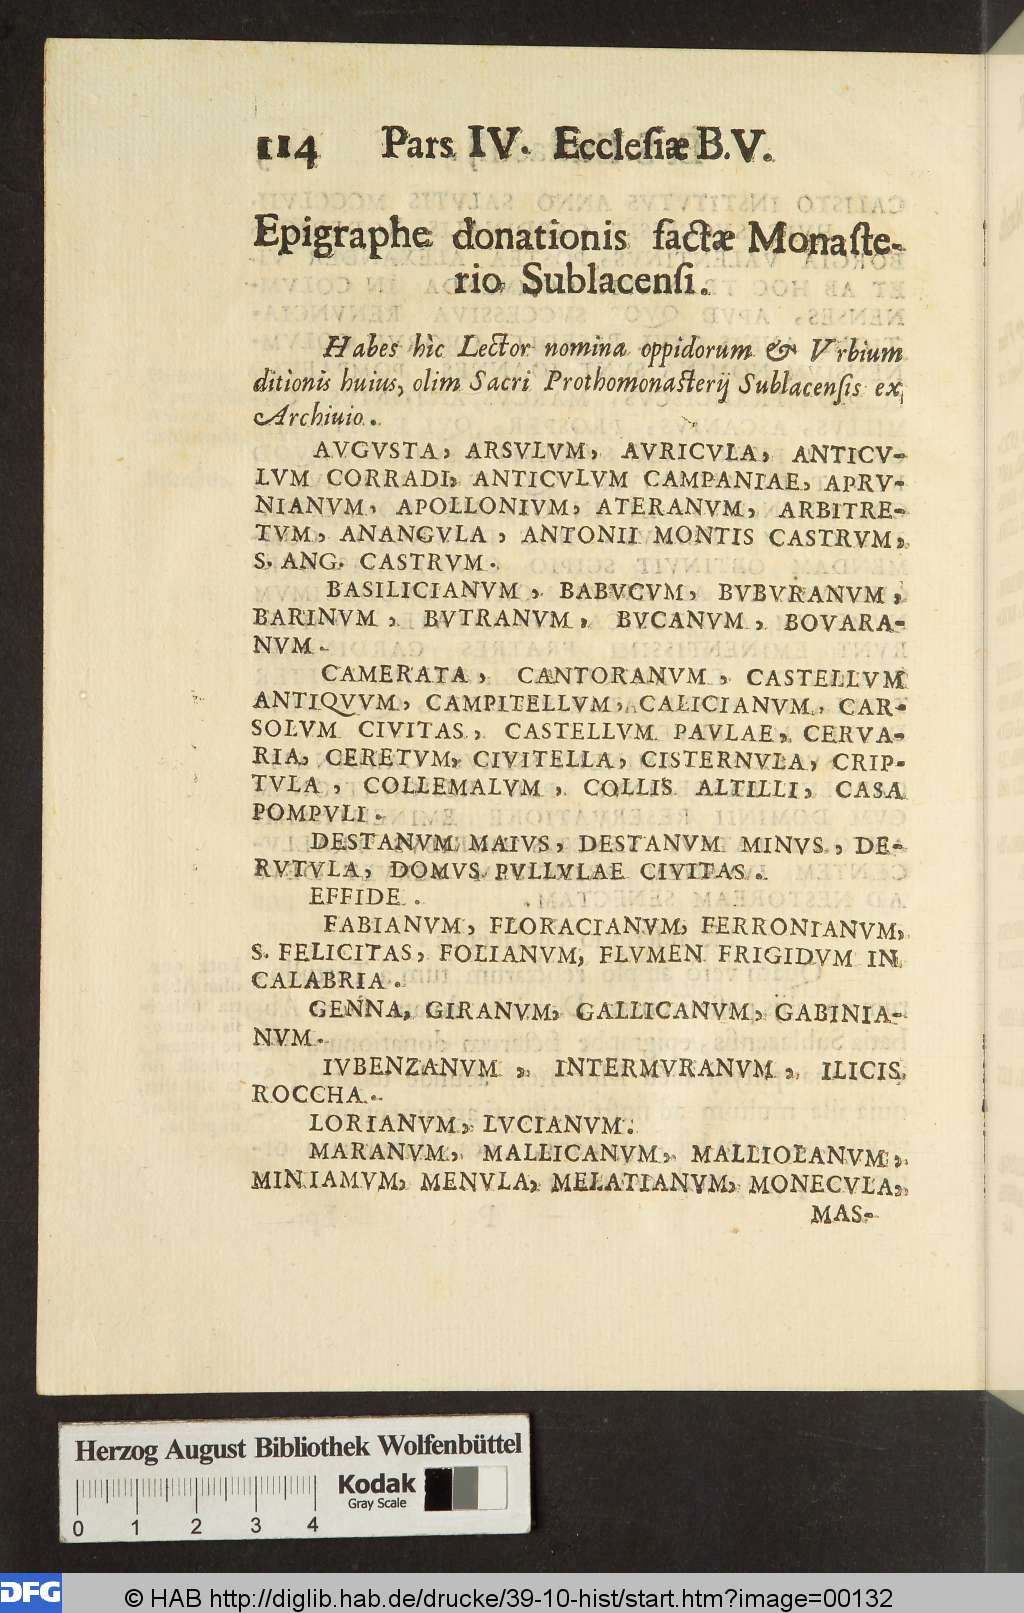 114 Pars IV. Ecclesiæ B.V.
Epigraphe donationis factæ Monaste-
rio Sublacensi.
Habes hìc Lector nomina oppidorum & Vrbium
ditionis huius, olim Sacri Prothomonasterij Sublacensis ex
Archiuio.
AVGVSTA, ARSVLVM, AVRICVLA, ANTICV-
LVM CORRADI, ANTICVLVM CAMPANIAE, APRV-
NIANVM, APOLLONIVM, ATERANVM, ARBITRE-
TVM, ANANGVLA, ANTONII MONTIS CASTRVM,
S. ANG. CASTRVM.
BASILICIANVM, BABVCVM, BVBVRANVM,
BARINVM, BVTRANVM, BVCANVM, BOVARA-
NVM.
CAMERATA, CANTORANVM, CASTELLVM
ANTIQVVM, CAMPITELLVM, CALICIANVM, CAR-
SOLVM CIVITAS, CASTELLVM PAVLAE, CERVA-
RIA, CERETVM, CIVITELLA, CISTERNVLA, CRIP-
TVLA, COLLEMALVM, COLLIS ALTILLI, CASA
POMPVLI.
DESTANVM MAIVS, DESTANVM MINVS, DE-
RVTVLA, DOMVS PVLLVLAE CIVITAS.
EFFIDE.
FABIANVM, FLORACIANVM, FERRONIANVM,
S. FELICITAS, FOLIANVM, FLVMEN FRIGIDVM IN
CALABRIA.
GENNA, GIRANVM, GALLICANVM, GABINIA-
NVM.
IVBENZANVM, INTERMVRANVM, ILICIS
ROCCHA.
LORIANVM, LVCIANVM.
MARANVM, MALLICANVM, MALLIOLANVM,
MINIAMVM, MENVLA, MELATIANVM, MONECVLA,
MAS-
Herzog August Bibliothek Wolfenbüttel
Kodak
Gray Scale
0 1 2 3 4
DFG © HAB http://diglib.hab.de/drucke/39-10-hist/start.htm?image=00132